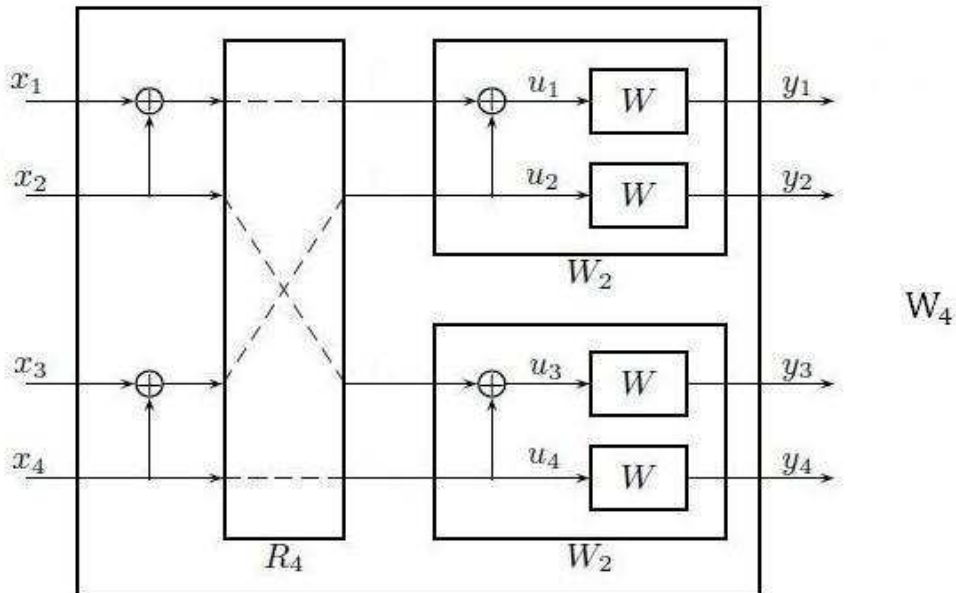 x₁ u₁ W y₁
x₂ u₂ W y₂
W₂
W₄
x₃ u₃ W y₃
x₄ u₄ W y₄
R₄ W₂